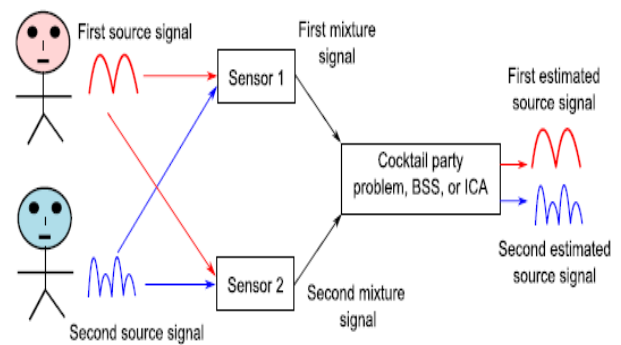 First source signal
Sensor 1
First mixture
signal
First estimated
source signal
Cocktail party
problem, BSS, or ICA
Second estimated
source signal
Sensor 2
Second mixture
signal
Second source signal